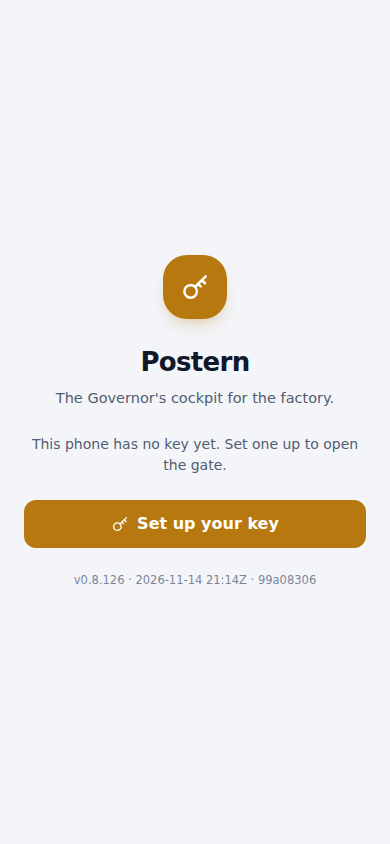 Postern
The Governor's cockpit for the factory.
This phone has no key yet. Set one up to open
the gate.
Set up your key
v0.8.126 · 2026-11-14 21:14Z · 99a08306